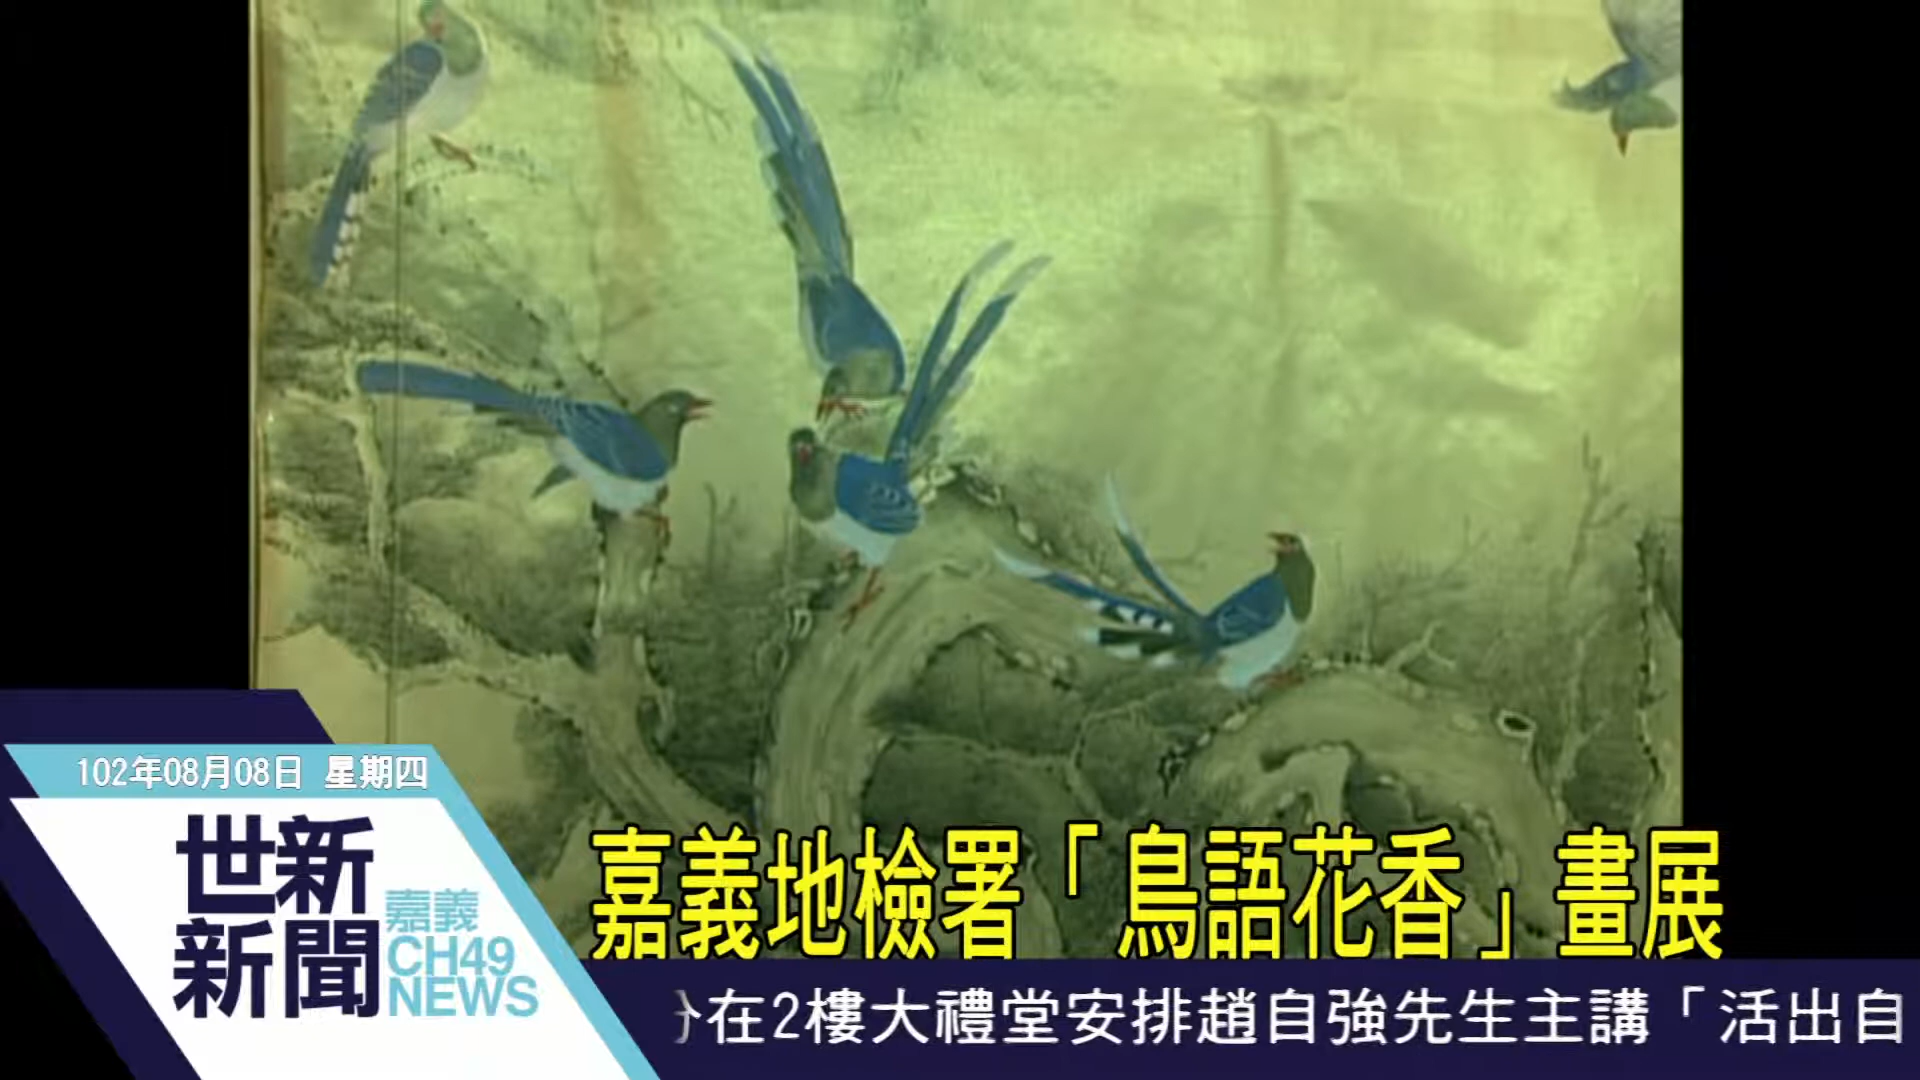 102年08月08日 星期四
世新
新聞
嘉義
CH49
NEWS
嘉義地檢署「鳥語花香」畫展
在2樓大禮堂安排趙自強先生主講「活出自